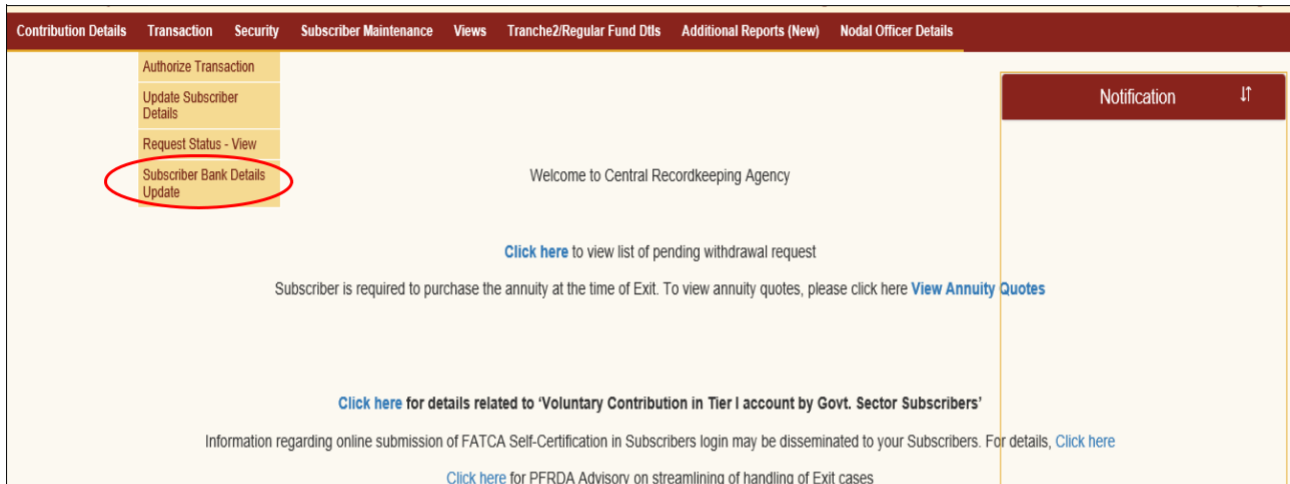 Contribution Details Transaction Security Subscriber Maintenance Views Tranche2/Regular Fund Dtls Additional Reports (New) Nodal Officer Details
Authorize Transaction
Update Subscriber
Details
Request Status - View
Subscriber Bank Details
Update
Notification
Welcome to Central Recordkeeping Agency
Click here to view list of pending withdrawal request
Subscriber is required to purchase the annuity at the time of Exit. To view annuity quotes, please click here View Annuity Quotes
Click here for details related to 'Voluntary Contribution in Tier I account by Govt. Sector Subscribers'
Information regarding online submission of FATCA Self-Certification in Subscribers login may be disseminated to your Subscribers. For details, Click here
Click here for PFRDA Advisory on streamlining of handling of Exit cases